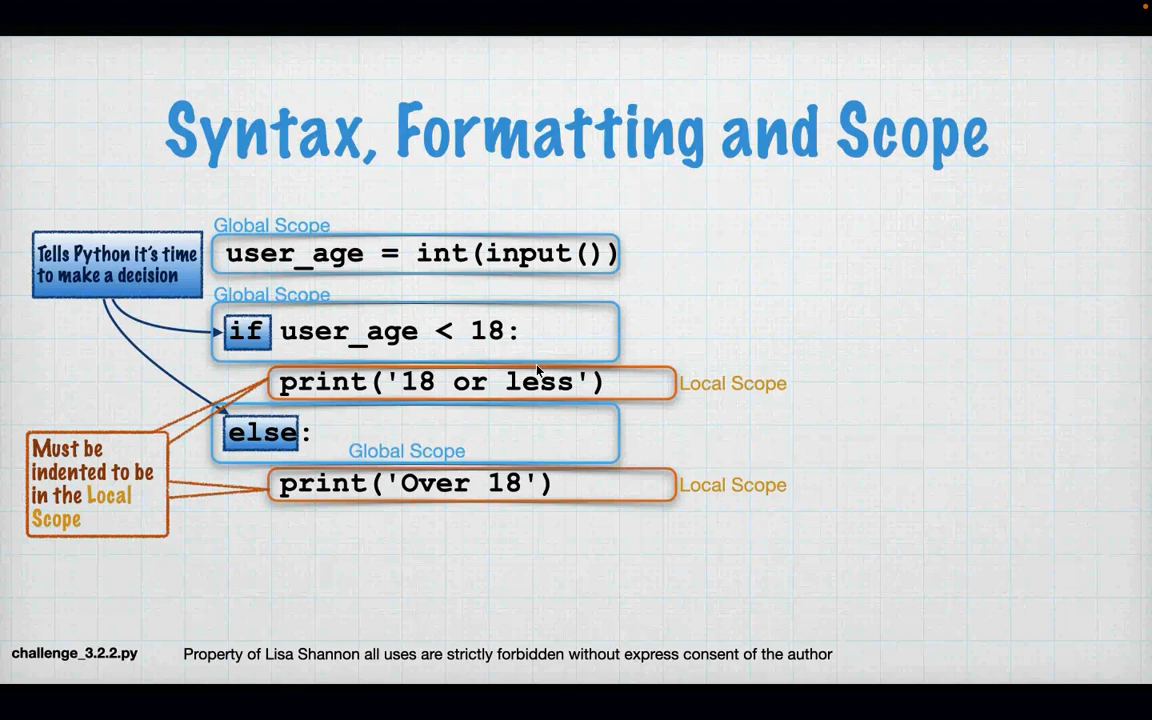 Syntax, Formatting and Scope
Tells Python it's time
to make a decision
Global Scope
user_age = int(input())
Global Scope
if user_age < 18:
print('18 or less')
Local Scope
else:
Global Scope
print('Over 18')
Local Scope
Must be
indented to be
in the Local
Scope
challenge_3.2.2.py
Property of Lisa Shannon all uses are strictly forbidden without express consent of the author